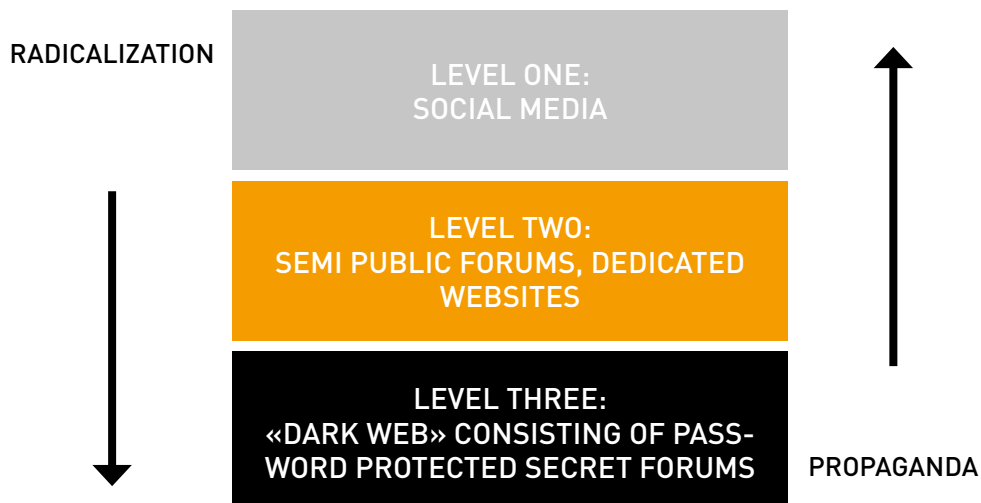 RADICALIZATION
LEVEL ONE:
SOCIAL MEDIA
LEVEL TWO:
SEMI PUBLIC FORUMS, DEDICATED
WEBSITES
LEVEL THREE:
«DARK WEB» CONSISTING OF PASS-
WORD PROTECTED SECRET FORUMS
PROPAGANDA